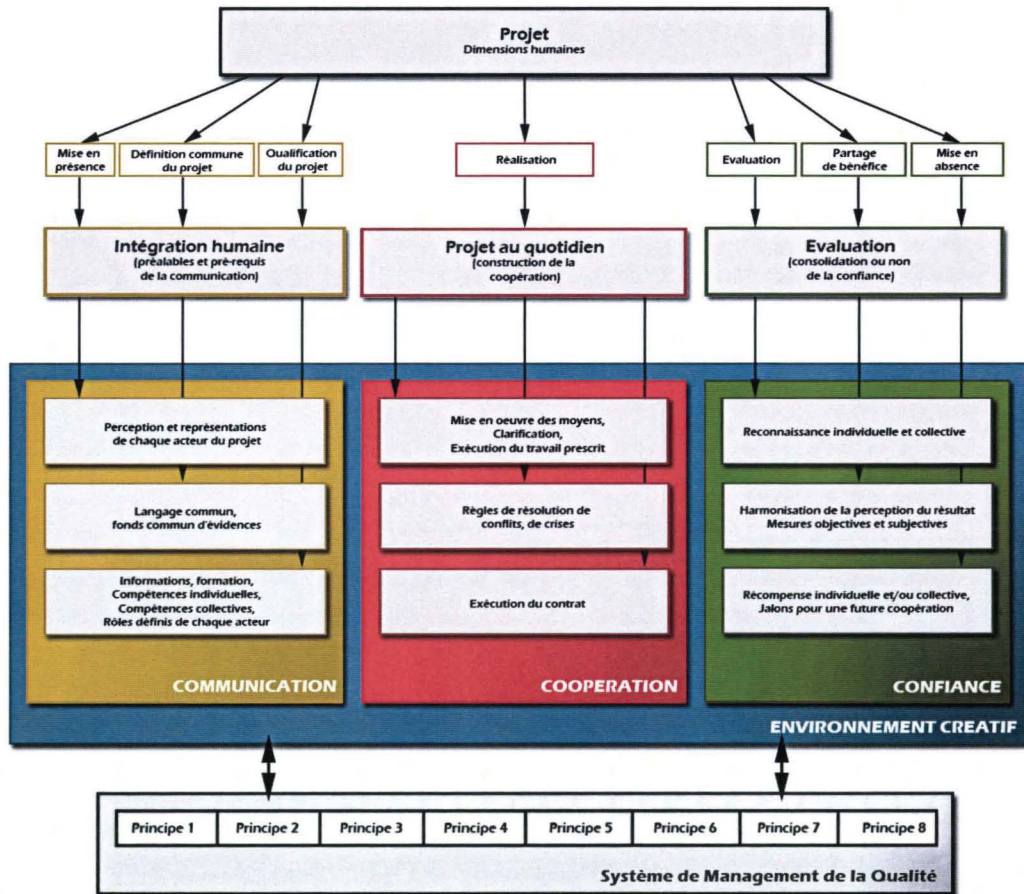 Projet
Dimensions humaines
Mise en
présence
Définition commune
du projet
Qualification
du projet
Réalisation
Evaluation
Partage
de bénéfice
Mise en
absence
Intégration humaine
(préalables et pré-requis
de la communication)
Projet au quotidien
(construction de la
coopération)
Evaluation
(consolidation ou non
de la confiance)
Perception et représentations
de chaque acteur du projet
Langage commun,
fonds commun d'évidences
Informations, formation,
Compétences individuelles,
Compétences collectives,
Rôles définis de chaque acteur
COMMUNICATION
Mise en oeuvre des moyens,
Clarification,
Exécution du travail prescrit
Règles de résolution de
conflits, de crises
Exécution du contrat
COOPERATION
Reconnaissance individuelle et collective
Harmonisation de la perception du résultat
Mesures objectives et subjectives
Récompense individuelle et/ou collective,
Jalons pour une future coopération
CONFIANCE
ENVIRONNEMENT CREATIF
Principe 1
Principe 2
Principe 3
Principe 4
Principe 5
Principe 6
Principe 7
Principe 8
Système de Management de la Qualité